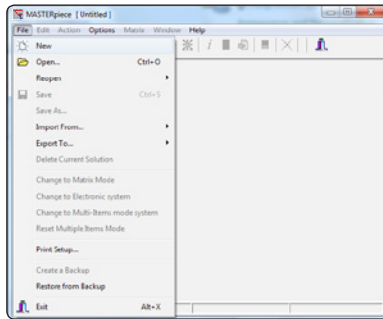 MASTERpiece [ Untitled ]
File Edit Action Options Matrix Window Help
New
Open... Ctrl+O
Reopen
Save Ctrl+S
Save As...
Import From...
Export To...
Delete Current Solution
Change to Matrix Mode
Change to Electronic system
Change to Multi-Items mode system
Reset Multiple Items Mode
Print Setup...
Create a Backup
Restore from Backup
Exit Alt+X